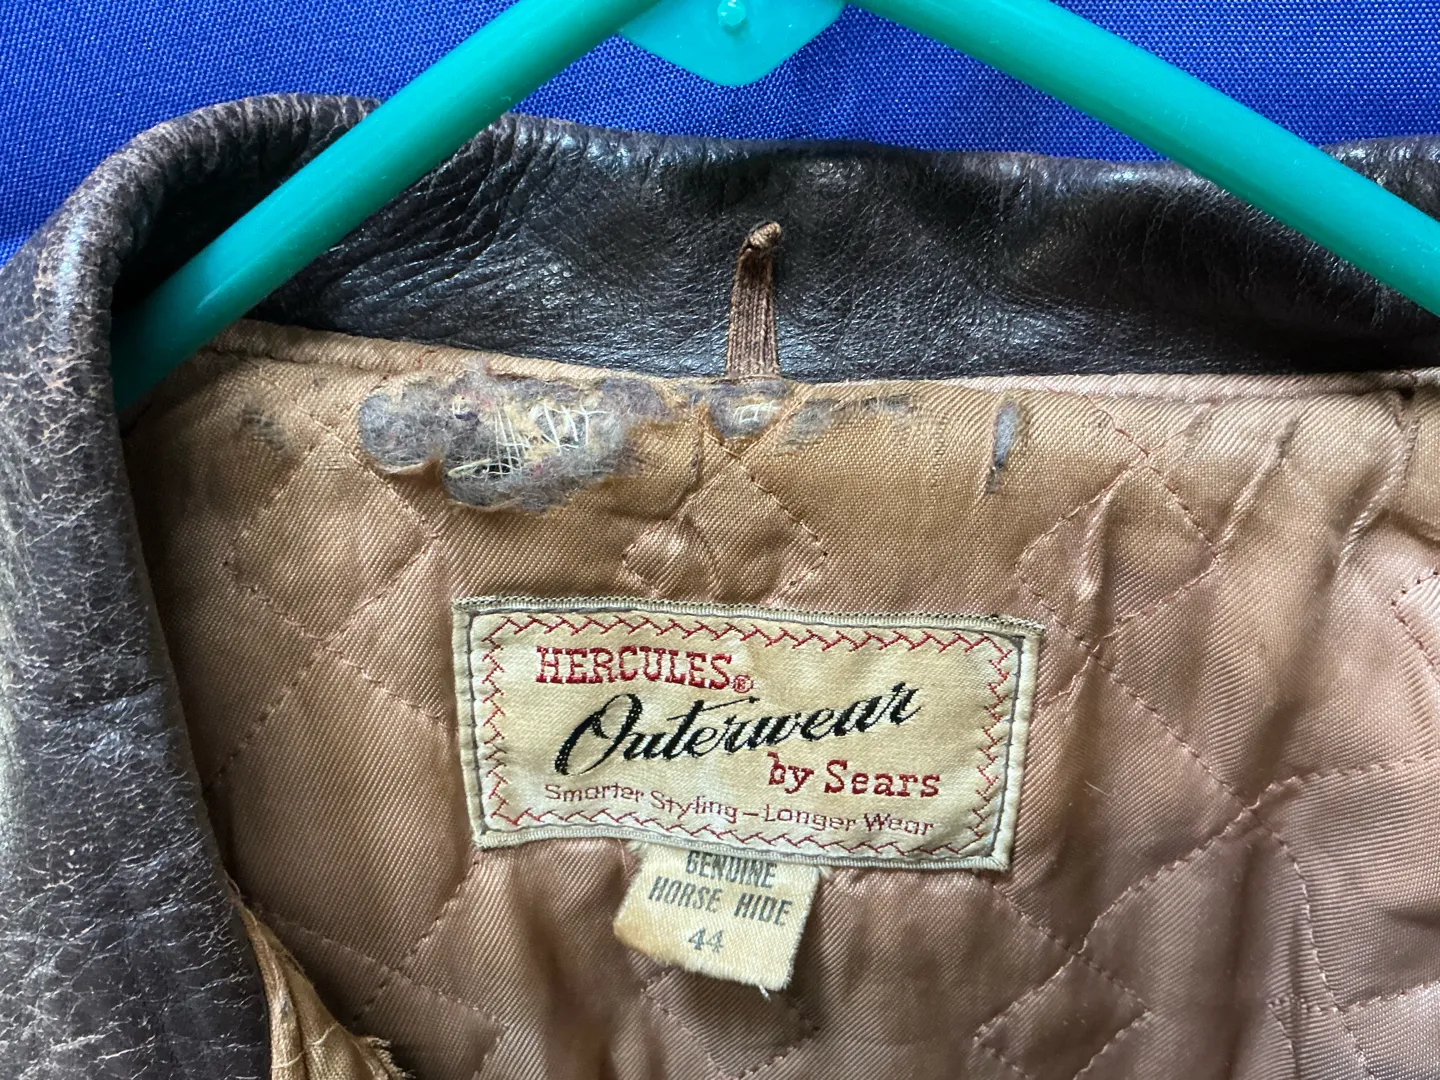 HERCULES®
Outerwear
by Sears
Smarter Styling-Longer Wear
GENUINE
HORSE HIDE
44